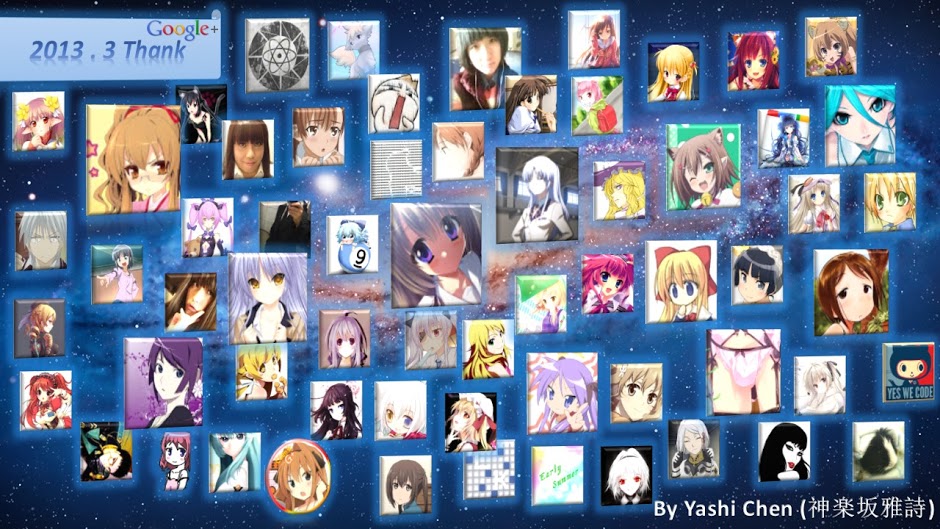 Google+
2013 . 3 Thank
9
YES WE CODE
Early
Summer
By Yashi Chen (神楽坂雅詩)